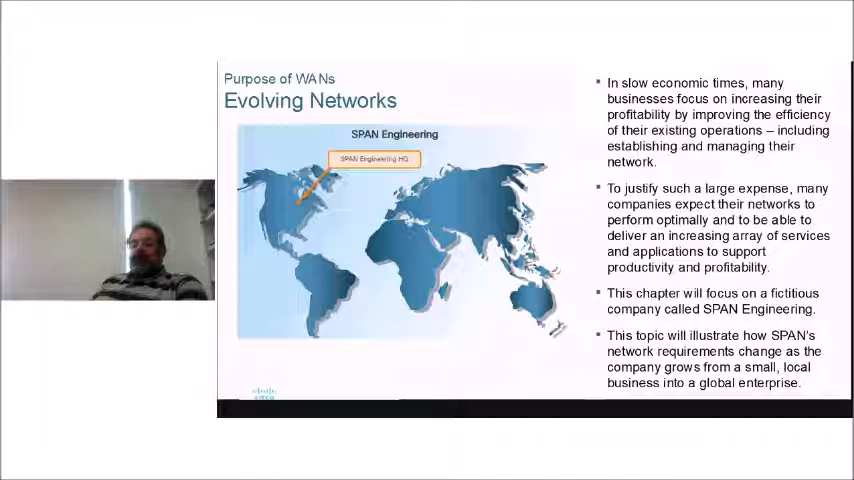 Purpose of WANs
Evolving Networks
SPAN Engineering
SPAN Engineering HQ
In slow economic times, many
businesses focus on increasing their
profitability by improving the efficiency
of their existing operations – including
establishing and managing their
network.
To justify such a large expense, many
companies expect their networks to
perform optimally and to be able to
deliver an increasing array of services
and applications to support
productivity and profitability.
This chapter will focus on a fictitious
company called SPAN Engineering.
This topic will illustrate how SPAN's
network requirements change as the
company grows from a small, local
business into a global enterprise.